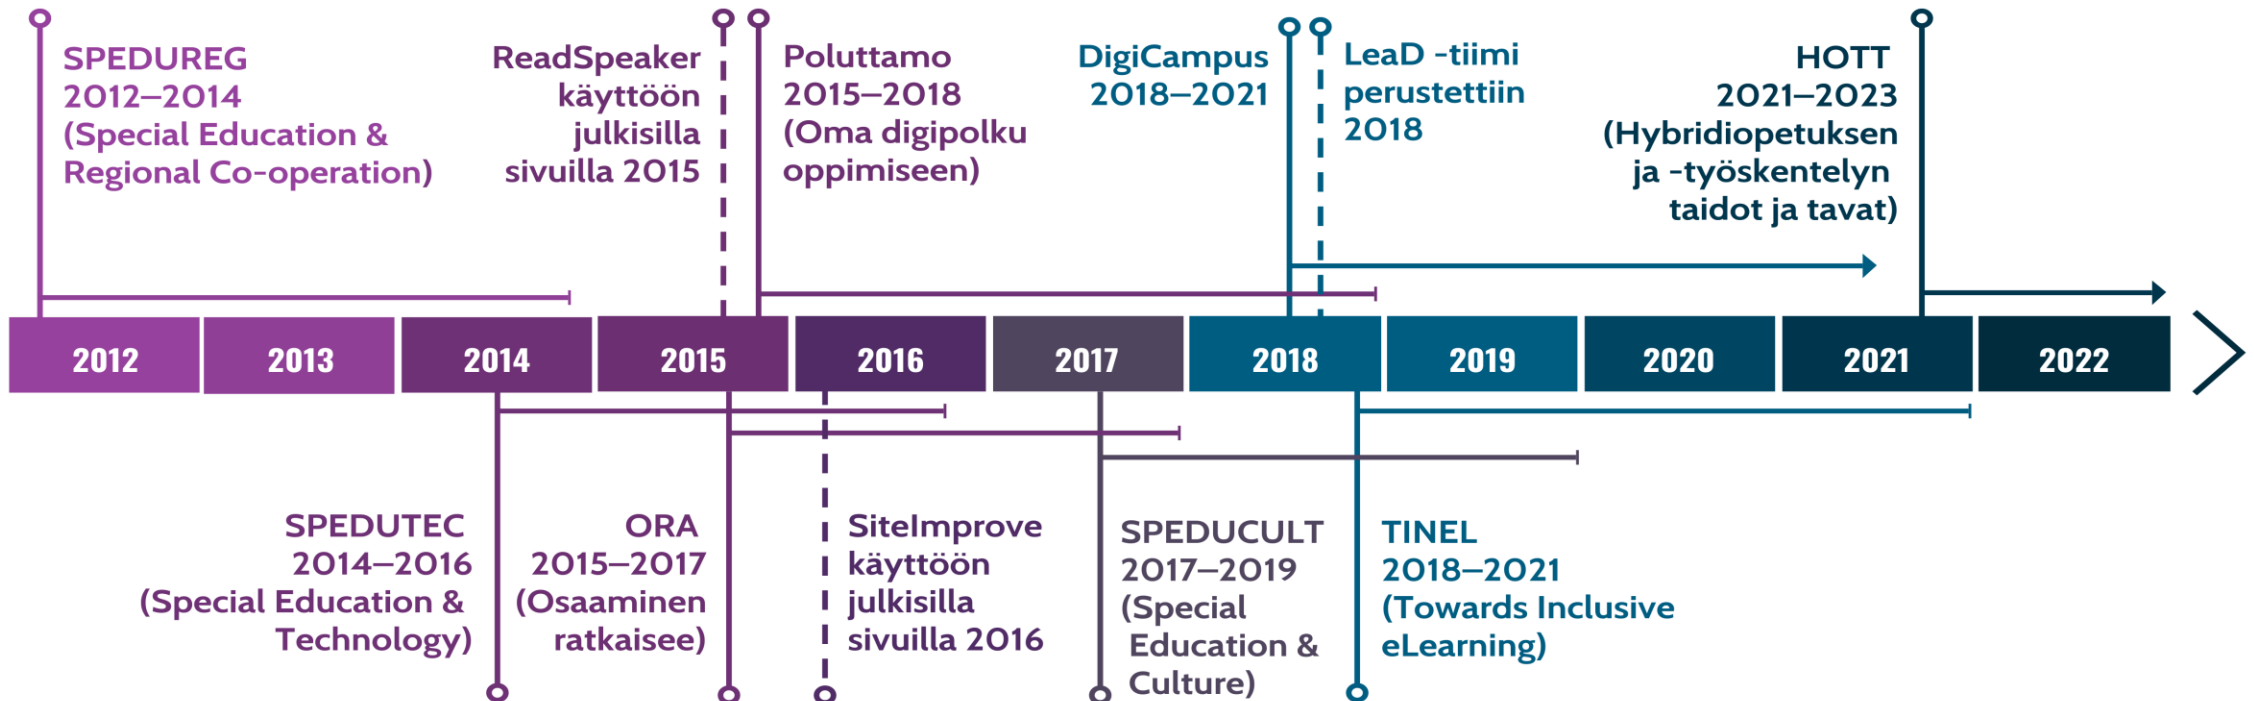 SPEDUREG
2012–2014
(Special Education &
Regional Co-operation)
ReadSpeaker
käyttöön
julkisilla
sivuilla 2015
Poluttamo
2015–2018
(Oma digipolku
oppimiseen)
DigiCampus
2018–2021
LeaD -tiimi
perustettiin
2018
HOTT
2021–2023
(Hybridiopetuksen
ja -työskentelyn
taidot ja tavat)
2012
2013
2014
2015
2016
2017
2018
2019
2020
2021
2022
SPEDUTEC
2014–2016
(Special Education &
Technology)
ORA
2015–2017
(Osaaminen
ratkaisee)
SiteImprove
käyttöön
julkisilla
sivuilla 2016
SPEDUCULT
2017–2019
(Special
Education &
Culture)
TINEL
2018–2021
(Towards Inclusive
eLearning)